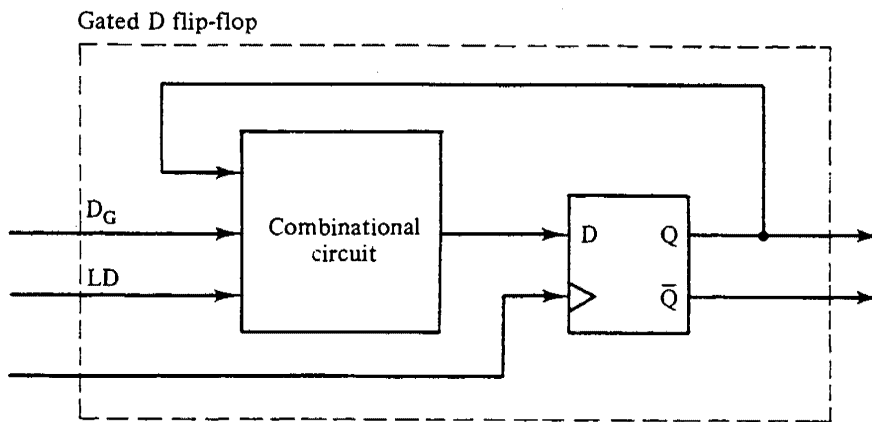 Gated D flip-flop
D_G
LD
Combinational
circuit
D
Q
Q̅